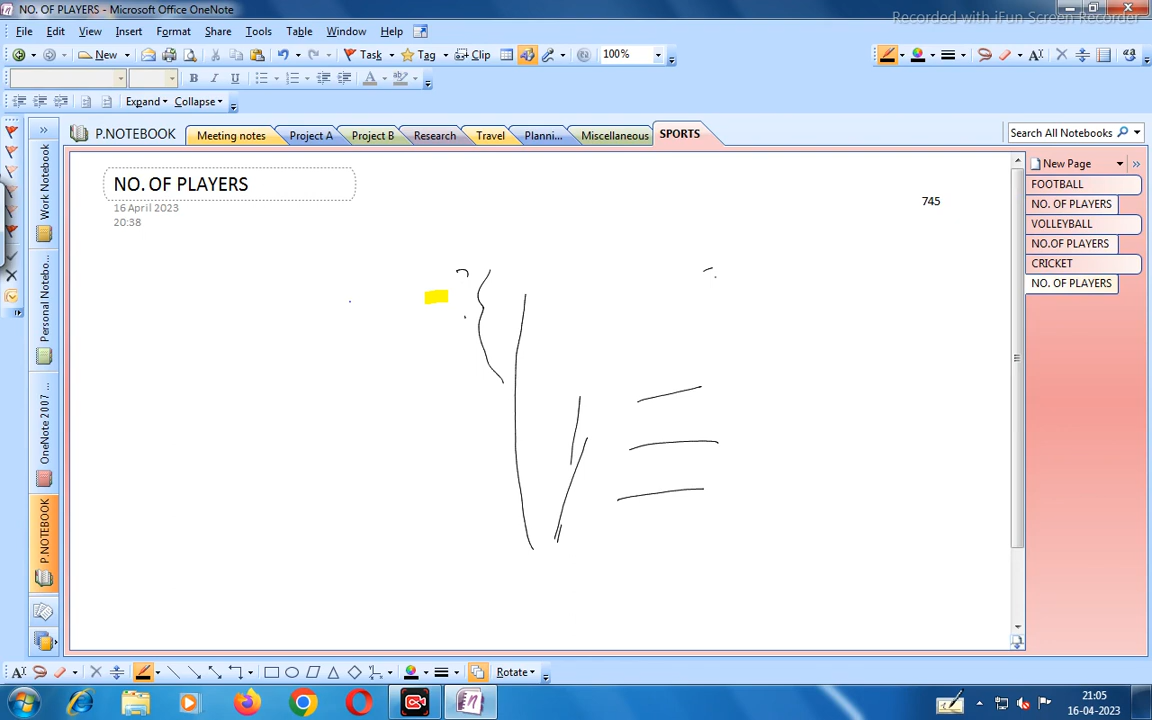 NO. OF PLAYERS - Microsoft Office OneNote
Recorded with iFun Screen Recorder
File Edit View Insert Format Share Tools Table Window Help
New Task Tag Clip 100%
B I U A ab
Expand Collapse
P.NOTEBOOK Meeting notes Project A Project B Research Travel Planni... Miscellaneous SPORTS Search All Notebooks
Work Notebook
Personal Notebo...
OneNote 2007 ...
P.NOTEBOOK
NO. OF PLAYERS
16 April 2023
20:38
745
New Page
FOOTBALL
NO. OF PLAYERS
VOLLEYBALL
NO.OF PLAYERS
CRICKET
NO. OF PLAYERS
Rotate
21:05
16-04-2023